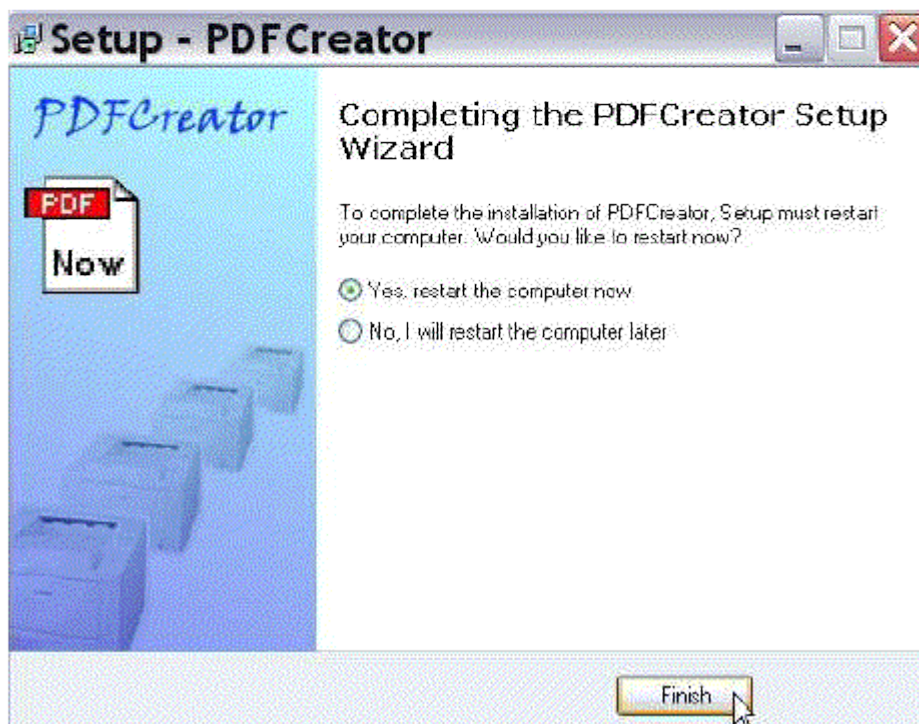 Setup - PDFCreator
PDFCreator
PDF
Now
Completing the PDFCreator Setup
Wizard
To complete the installation of PDFCreator, Setup must restart
your computer. Would you like to restart now?
Yes, restart the computer now
No, I will restart the computer later
Finish